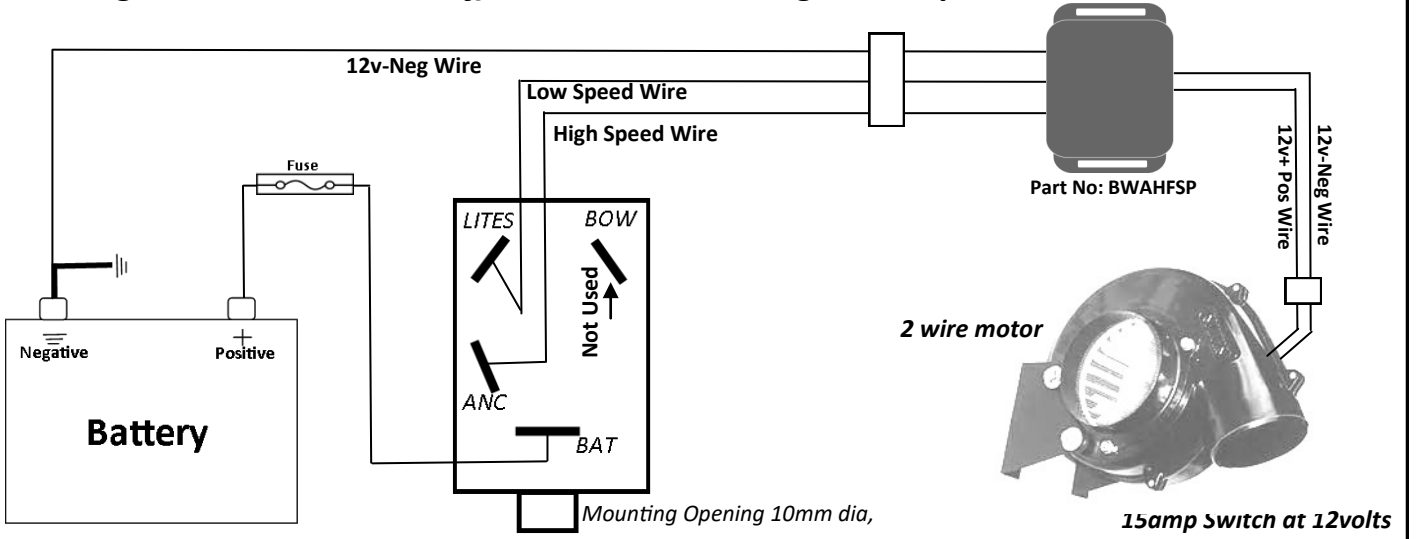 12v-Neg Wire
Low Speed Wire
High Speed Wire
Fuse
Part No: BWAHFSP
12v-Neg Wire
12v+ Pos Wire
LITES
BOW
Not Used
ANC
BAT
Negative
Positive
Battery
2 wire motor
Mounting Opening 10mm dia,
15amp Switch at 12volts